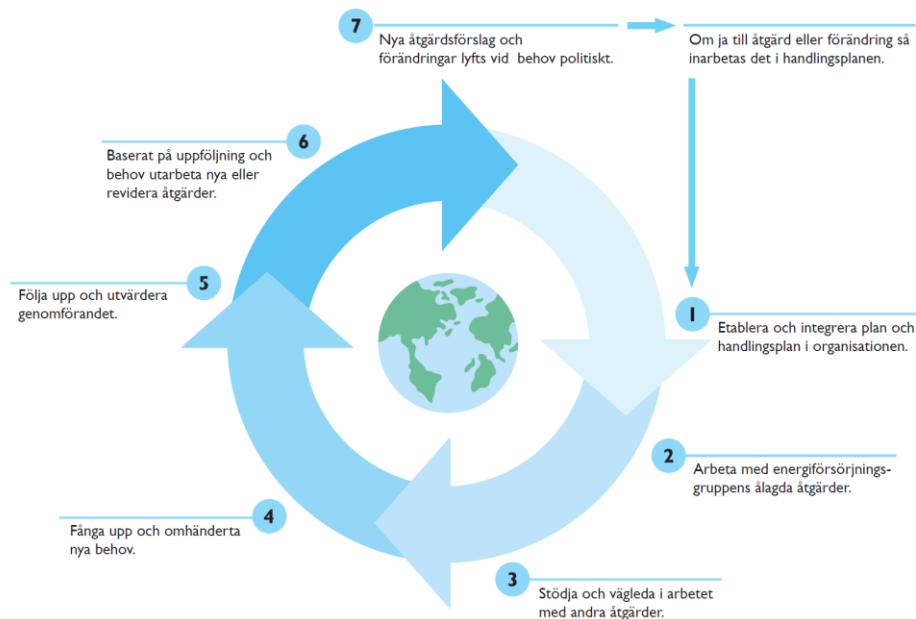 7
Nya åtgärdsförslag och
förändringar lyfts vid behov politiskt.
Om ja till åtgärd eller förändring så
inarbetas det i handlingsplanen.
1
Etablera och integrera plan och
handlingsplan i organisationen.
2
Arbeta med energiförsörjnings-
gruppens ålagda åtgärder.
3
Stödja och vägleda i arbetet
med andra åtgärder.
4
Fånga upp och omhänderta
nya behov.
5
Följa upp och utvärdera
genomförandet.
6
Baserat på uppföljning och
behov utarbeta nya eller
revidera åtgärder.